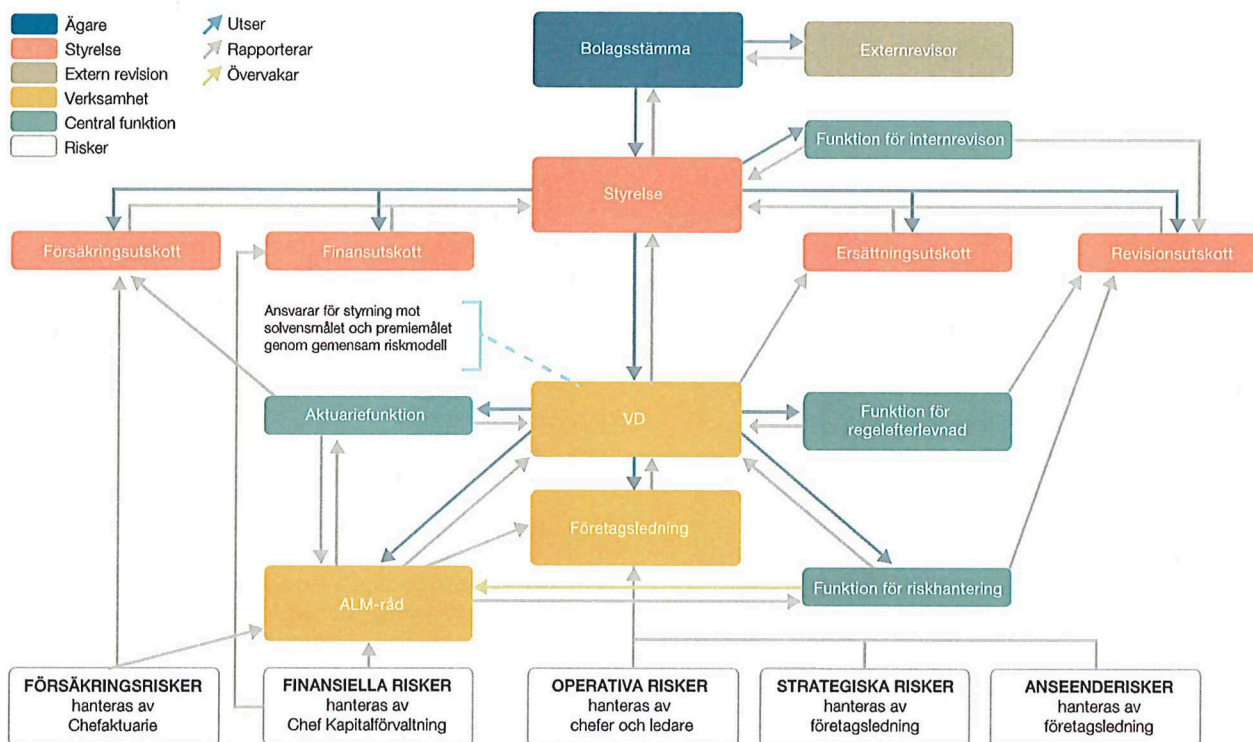 Ägare
Styrelse
Extern revision
Verksamhet
Central funktion
Risker
Utser
Rapporterar
Övervakar
Bolagsstämma
Externrevisor
Funktion för internrevison
Styrelse
Försäkringsutskott
Finansutskott
Ersättningsutskott
Revisionsutskott
Ansvarar för styrning mot
solvensmålet och premiemålet
genom gemensam riskmodell
Aktuariefunktion
VD
Funktion för
regelefterlevnad
Företagsledning
ALM-råd
Funktion för riskhantering
FÖRSÄKRINGSRISKER
hanteras av
Chefaktuarie
FINANSIELLA RISKER
hanteras av
Chef Kapitalförvaltning
OPERATIVA RISKER
hanteras av
chefer och ledare
STRATEGISKA RISKER
hanteras av
företagsledning
ANSEENDERISKER
hanteras av
företagsledning